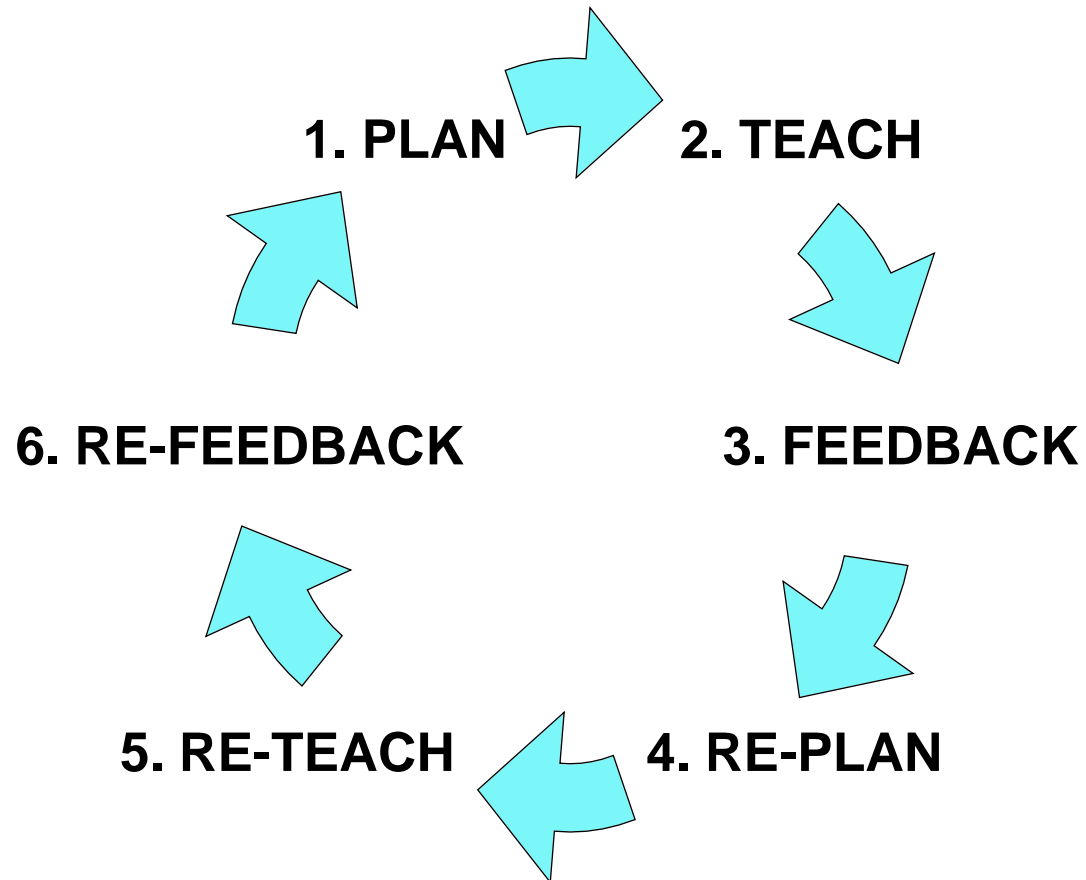 1. PLAN
2. TEACH
3. FEEDBACK
4. RE-PLAN
5. RE-TEACH
6. RE-FEEDBACK